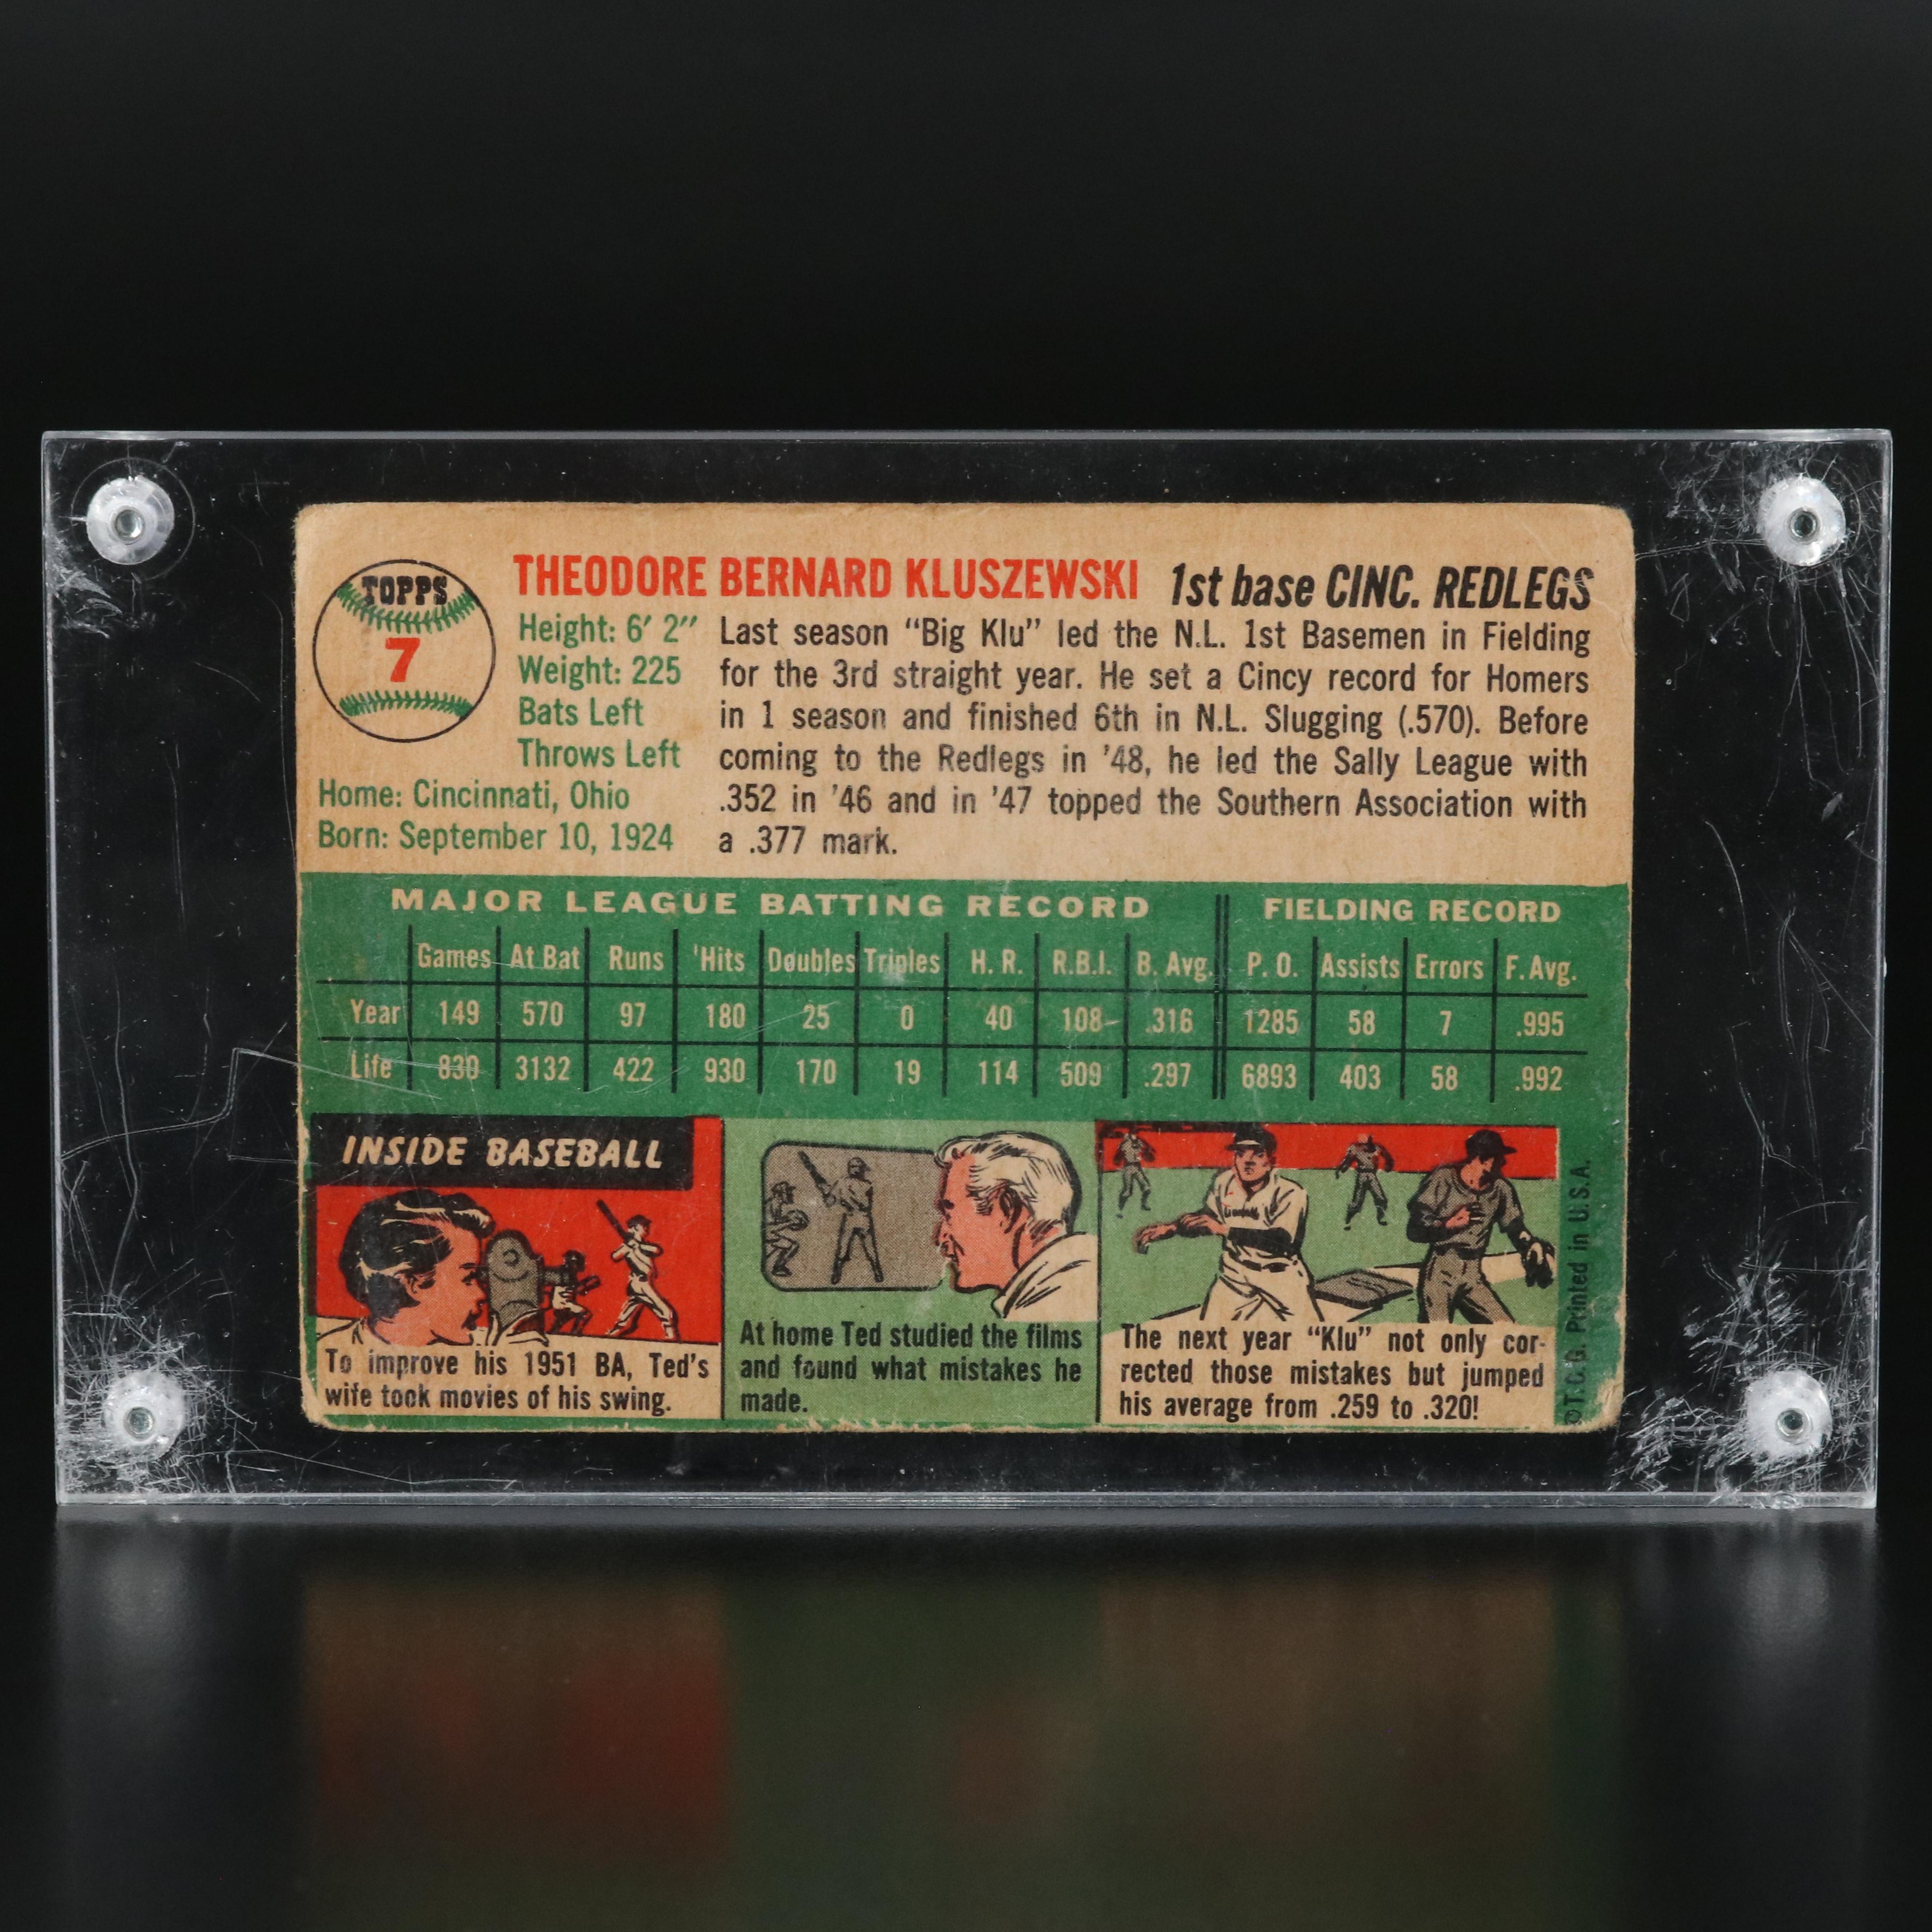 TOPPS
7
THEODORE BERNARD KLUSZEWSKI 1st base CINC. REDLEGS
Height: 6' 2"
Weight: 225
Bats Left
Throws Left
Home: Cincinnati, Ohio
Born: September 10, 1924
Last season "Big Klu" led the N.L. 1st Basemen in Fielding
for the 3rd straight year. He set a Cincy record for Homers
in 1 season and finished 6th in N.L. Slugging (.570). Before
coming to the Redlegs in '48, he led the Sally League with
.352 in '46 and in '47 topped the Southern Association with
a .377 mark.
MAJOR LEAGUE BATTING RECORD FIELDING RECORD
Games At Bat Runs Hits Doubles Triples H. R. R.B.I. B. Avg. P. O. Assists Errors F. Avg.
Year 149 570 97 180 25 0 40 108 .316 1285 58 7 .995
Life 830 3132 422 930 170 19 114 509 .297 6893 403 58 .992
INSIDE BASEBALL
To improve his 1951 BA, Ted's
wife took movies of his swing.
At home Ted studied the films
and found what mistakes he
made.
The next year "Klu" not only cor-
rected those mistakes but jumped
his average from .259 to .320!
©T.C.G. Printed in U.S.A.